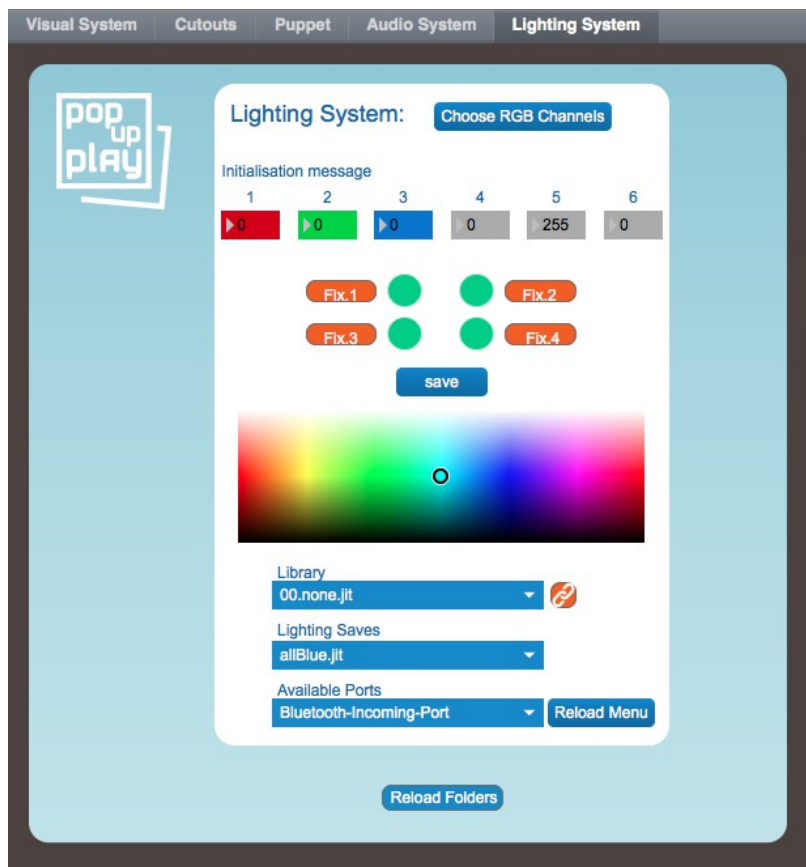 Visual System Cutouts Puppet Audio System Lighting System
pop
up
play
Lighting System: Choose RGB Channels
Initialisation message
1 2 3 4 5 6
0 0 0 0 255 0
Fix.1 Fix.2
Fix.3 Fix.4
save
Library
00.none.jit
Lighting Saves
allBlue.jit
Available Ports
Bluetooth-Incoming-Port Reload Menu
Reload Folders